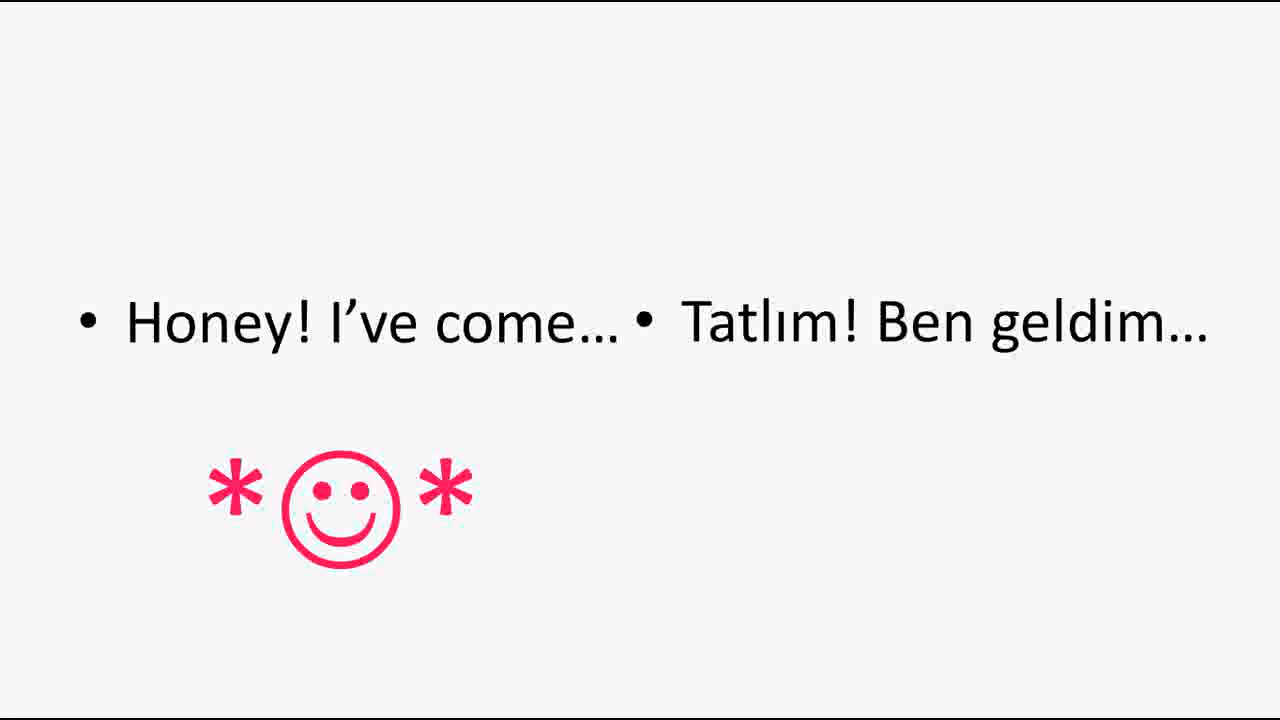 • Honey! I’ve come… • Tatlım! Ben geldim…
*☺*